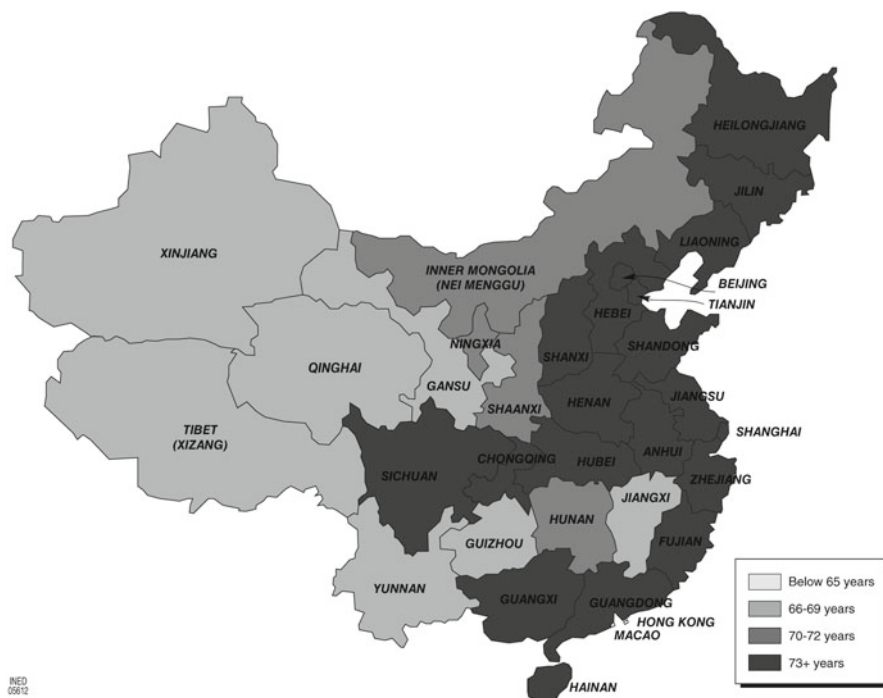 HEILONGJIANG
JILIN
LIAONING
XINJIANG
INNER MONGOLIA
(NEI MENGGU)
BEIJING
TIANJIN
HEBEI
NINGXIA
SHANDONG
SHANXI
QINGHAI
GANSU
SHAANXI
HENAN
JIANGSU
TIBET
(XIZANG)
SHANGHAI
CHONGQING
HUBEI
ANHUI
SICHUAN
ZHEJIANG
JIANGXI
HUNAN
GUIZHOU
FUJIAN
YUNNAN
GUANGXI
GUANGDONG
HONG KONG
MACAO
HAINAN
Below 65 years
66-69 years
70-72 years
73+ years
INED
05612